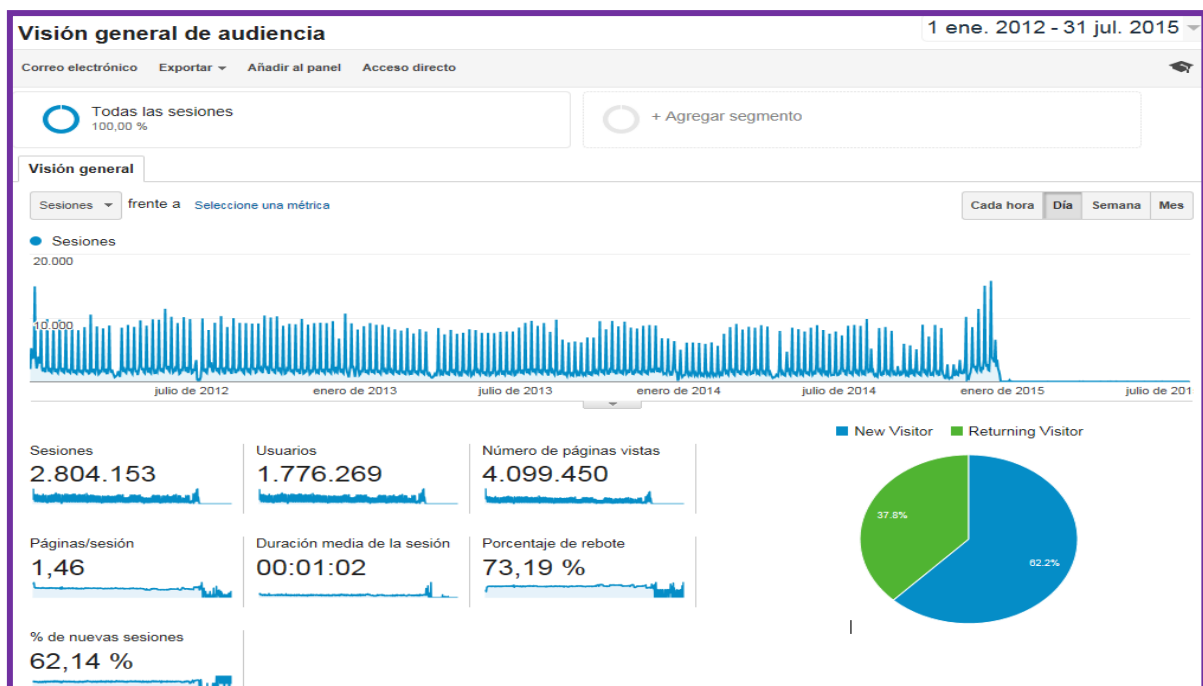 Visión general de audiencia
1 ene. 2012 - 31 jul. 2015
Correo electrónico Exportar Añadir al panel Acceso directo
Todas las sesiones
100,00 %
+ Agregar segmento
Visión general
Sesiones frente a Seleccione una métrica
Cada hora Día Semana Mes
Sesiones
20.000
10.000
julio de 2012 enero de 2013 julio de 2013 enero de 2014 julio de 2014 enero de 2015 julio de 201
New Visitor Returning Visitor
Sesiones
2.804.153
Usuarios
1.776.269
Número de páginas vistas
4.099.450
37.8%
62.2%
Páginas/sesión
1,46
Duración media de la sesión
00:01:02
Porcentaje de rebote
73,19 %
% de nuevas sesiones
62,14 %